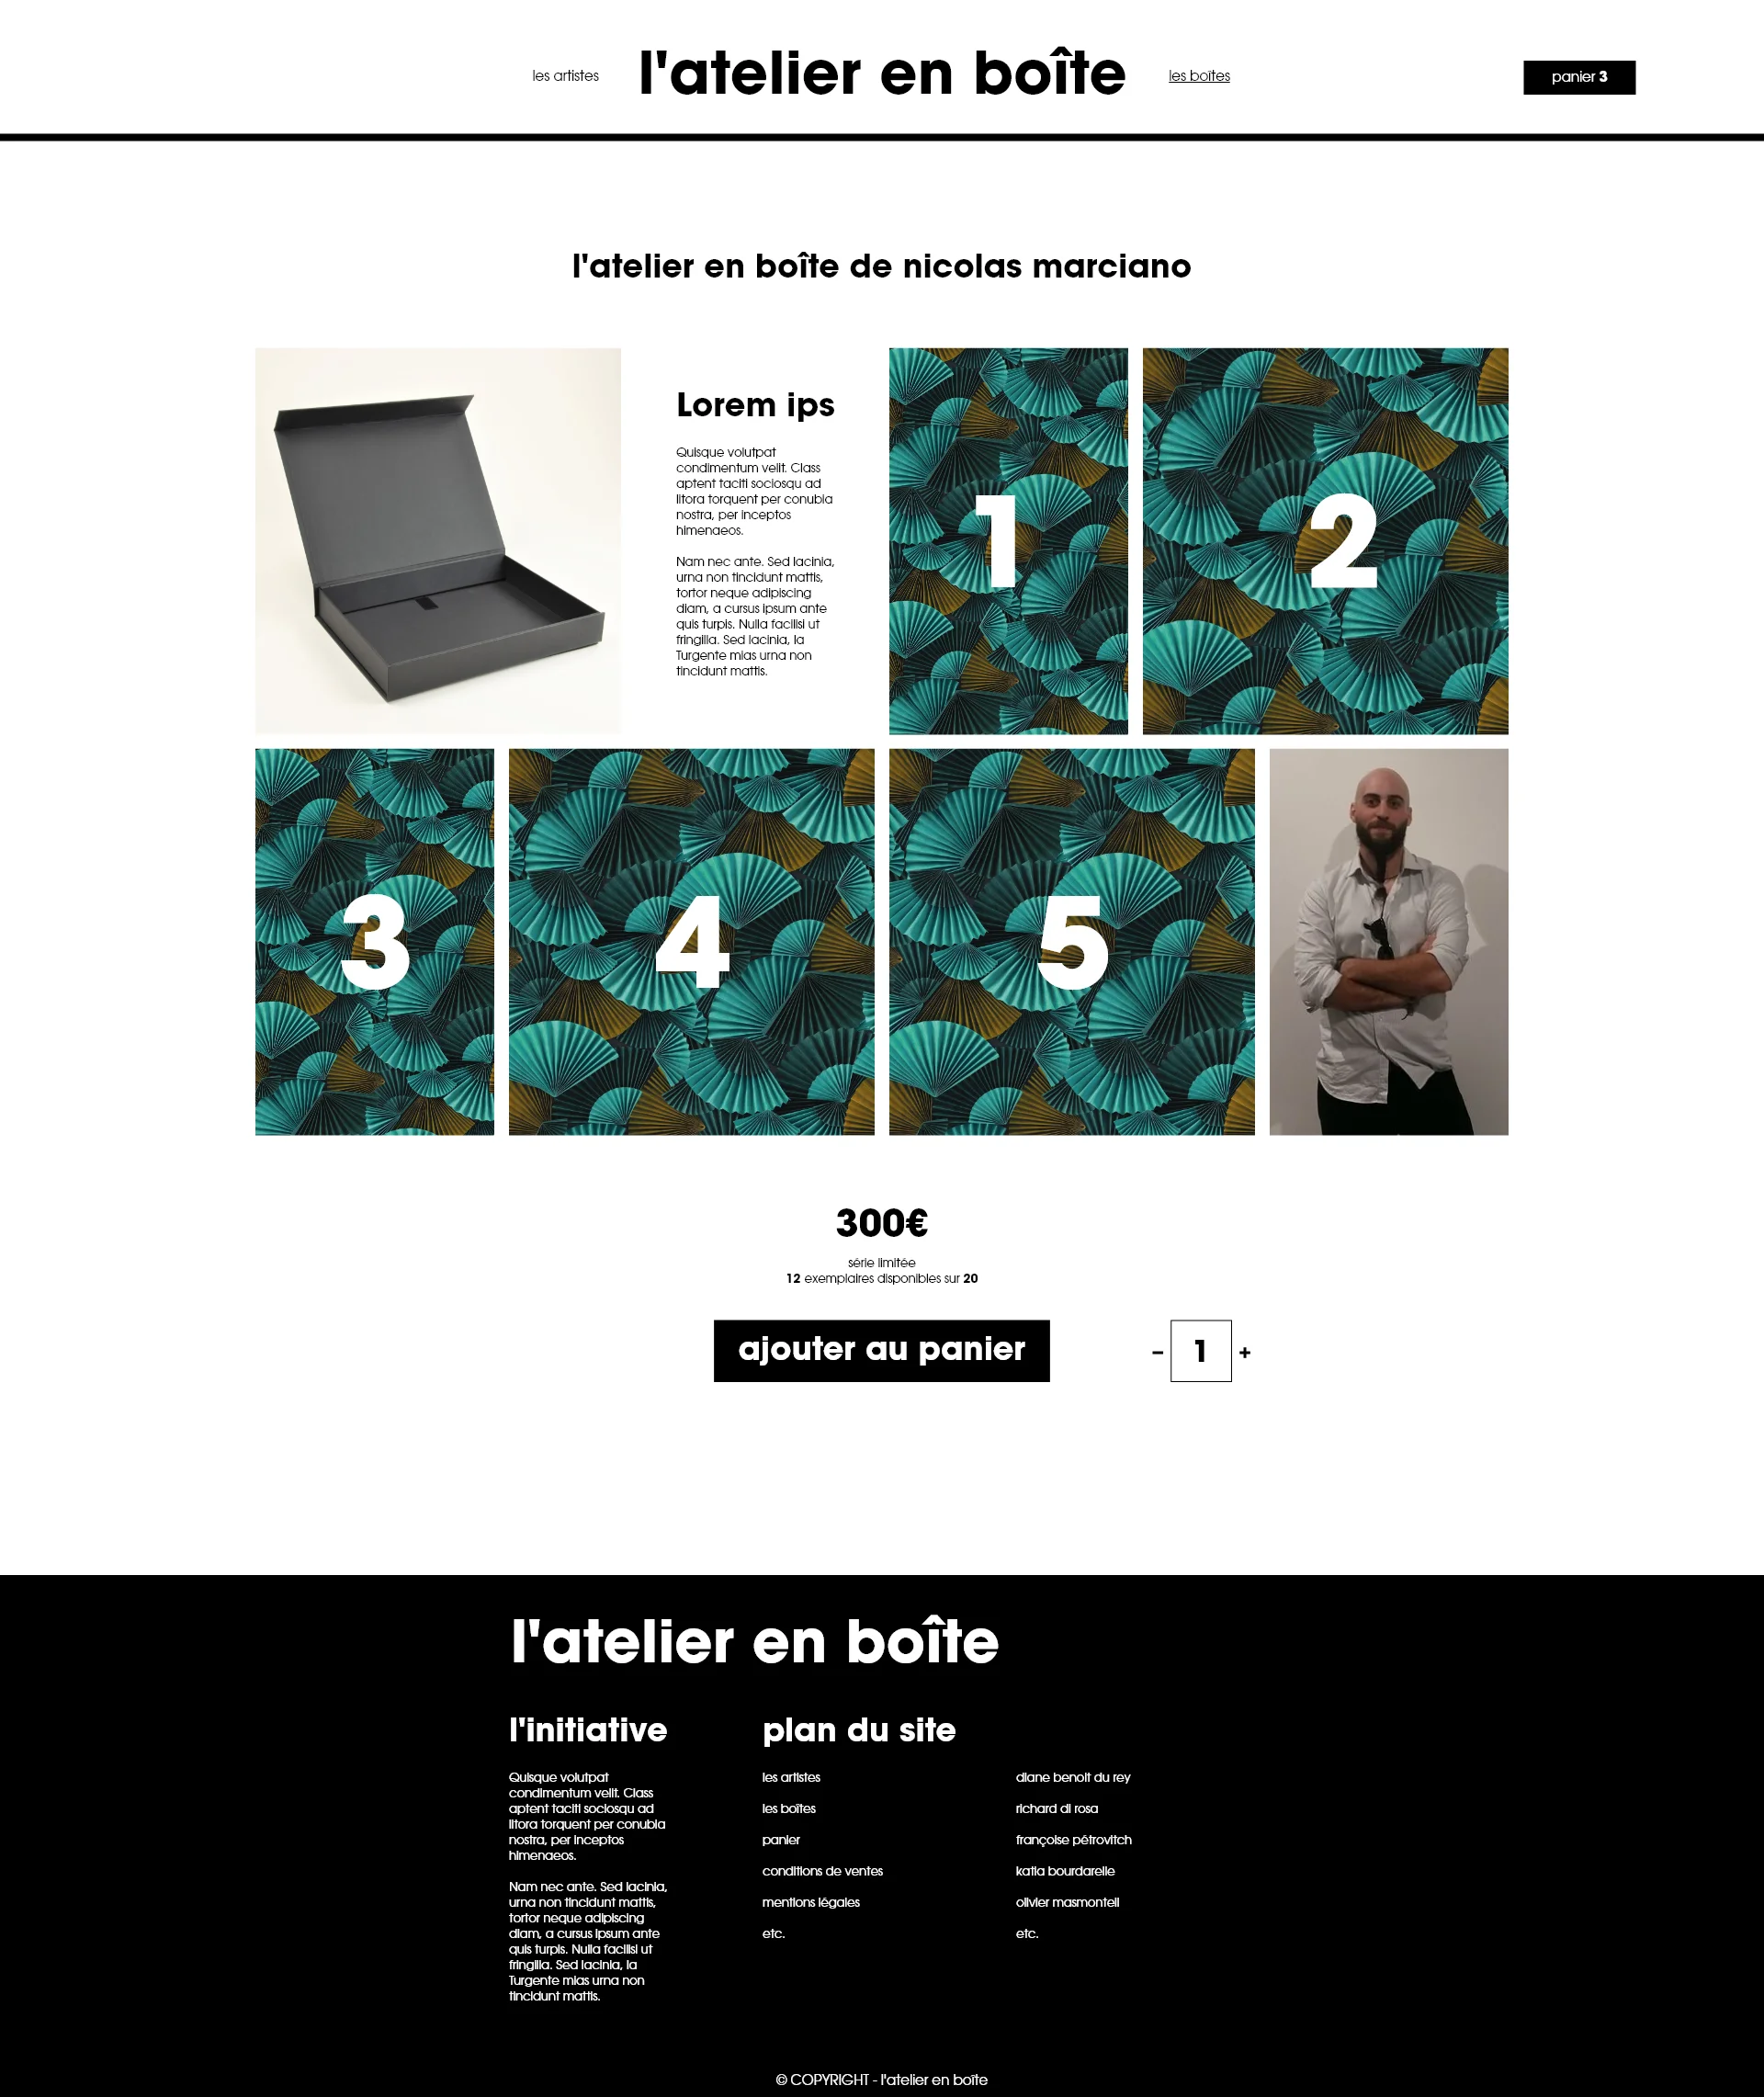 les artistes
l'atelier en boîte
les boîtes
panier 3
l'atelier en boîte de nicolas marciano
Lorem ips
Quisque volutpat
condimentum velit. Class
aptent taciti sociosqu ad
litora torquent per conubia
nostra, per inceptos
himenaeos.
Nam nec ante. Sed lacinia,
urna non tincidunt mattis,
tortor neque adipiscing
diam, a cursus ipsum ante
quis turpis. Nulla facilisi ut
fringilla. Sed lacinia, la
Turgente mias urna non
tincidunt mattis.
1
2
3
4
5
300€
série limitée
12 exemplaires disponibles sur 20
ajouter au panier
- 1 +
l'atelier en boîte
l'initiative
Quisque volutpat
condimentum velit. Class
aptent taciti sociosqu ad
litora torquent per conubia
nostra, per inceptos
himenaeos.
Nam nec ante. Sed lacinia,
urna non tincidunt mattis,
tortor neque adipiscing
diam, a cursus ipsum ante
quis turpis. Nulla facilisi ut
fringilla. Sed lacinia, la
Turgente mias urna non
tincidunt mattis.
plan du site
les artistes
les boîtes
panier
conditions de ventes
mentions légales
etc.
diane benoit du rey
richard di rosa
françoise pétrovitch
katia bourdarelle
olivier masmonteil
etc.
© COPYRIGHT - l'atelier en boîte